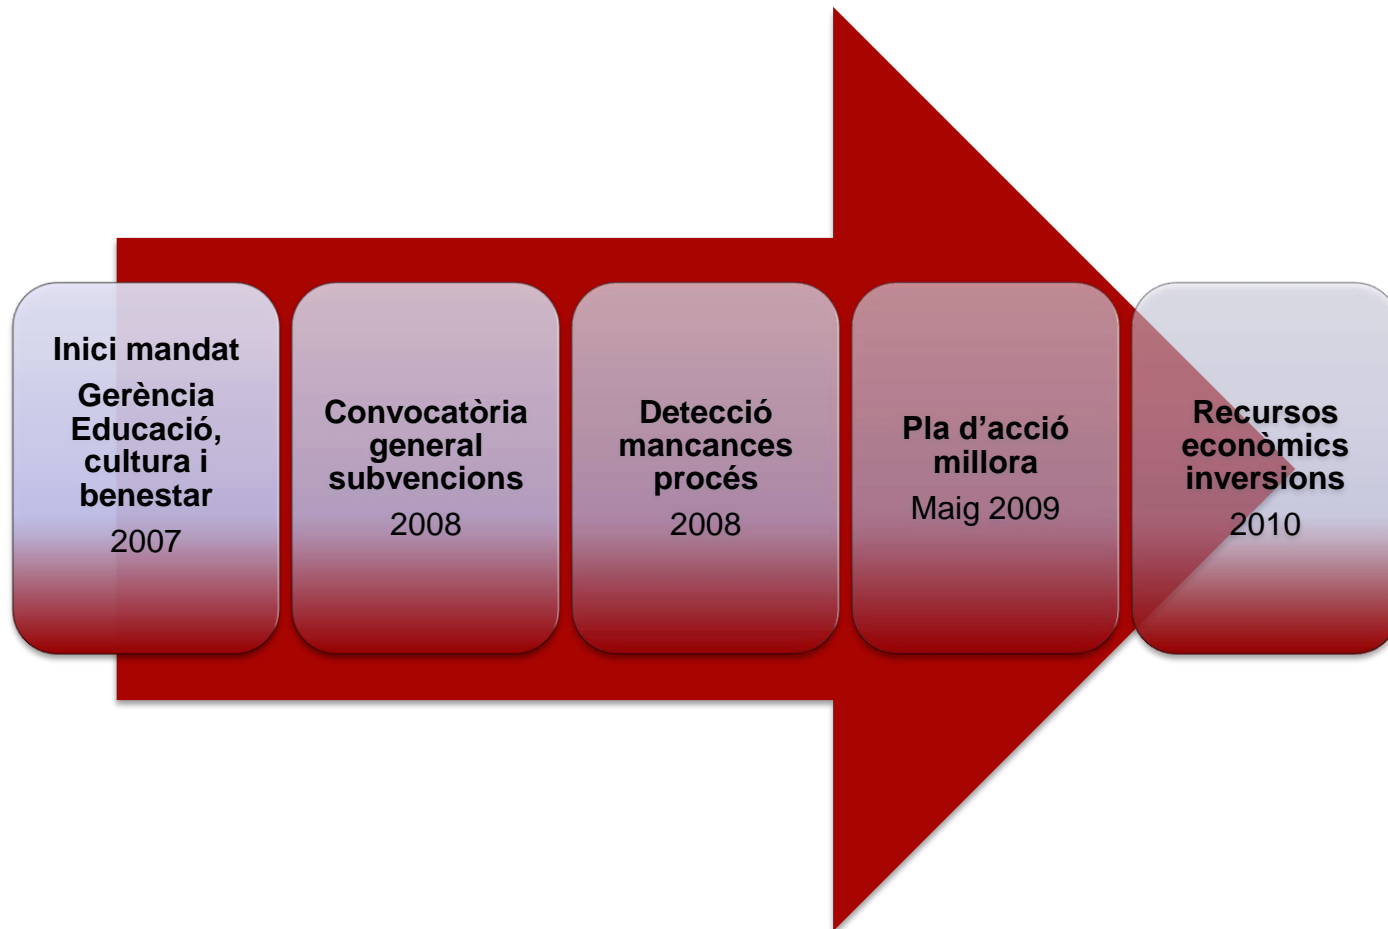 Inici mandat
Gerència
Educació,
cultura i
benestar
2007
Convocatòria
general
subvencions
2008
Detecció
mancances
procés
2008
Pla d’acció
millora
Maig 2009
Recursos
econòmics
inversions
2010